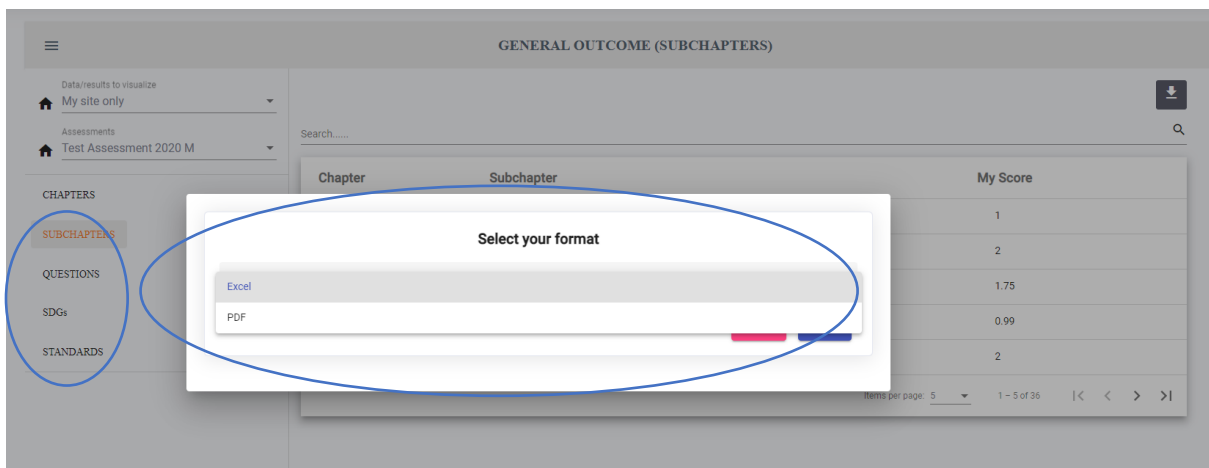 GENERAL OUTCOME (SUBCHAPTERS)
Data/results to visualize
My site only
Assessments
Test Assessment 2020 M
Search......
CHAPTERS
SUBCHAPTERS
QUESTIONS
SDGs
STANDARDS
Chapter Subchapter My Score
1
2
1.75
0.99
2
Select your format
Excel
PDF
Items per page: 5 1 – 5 of 36